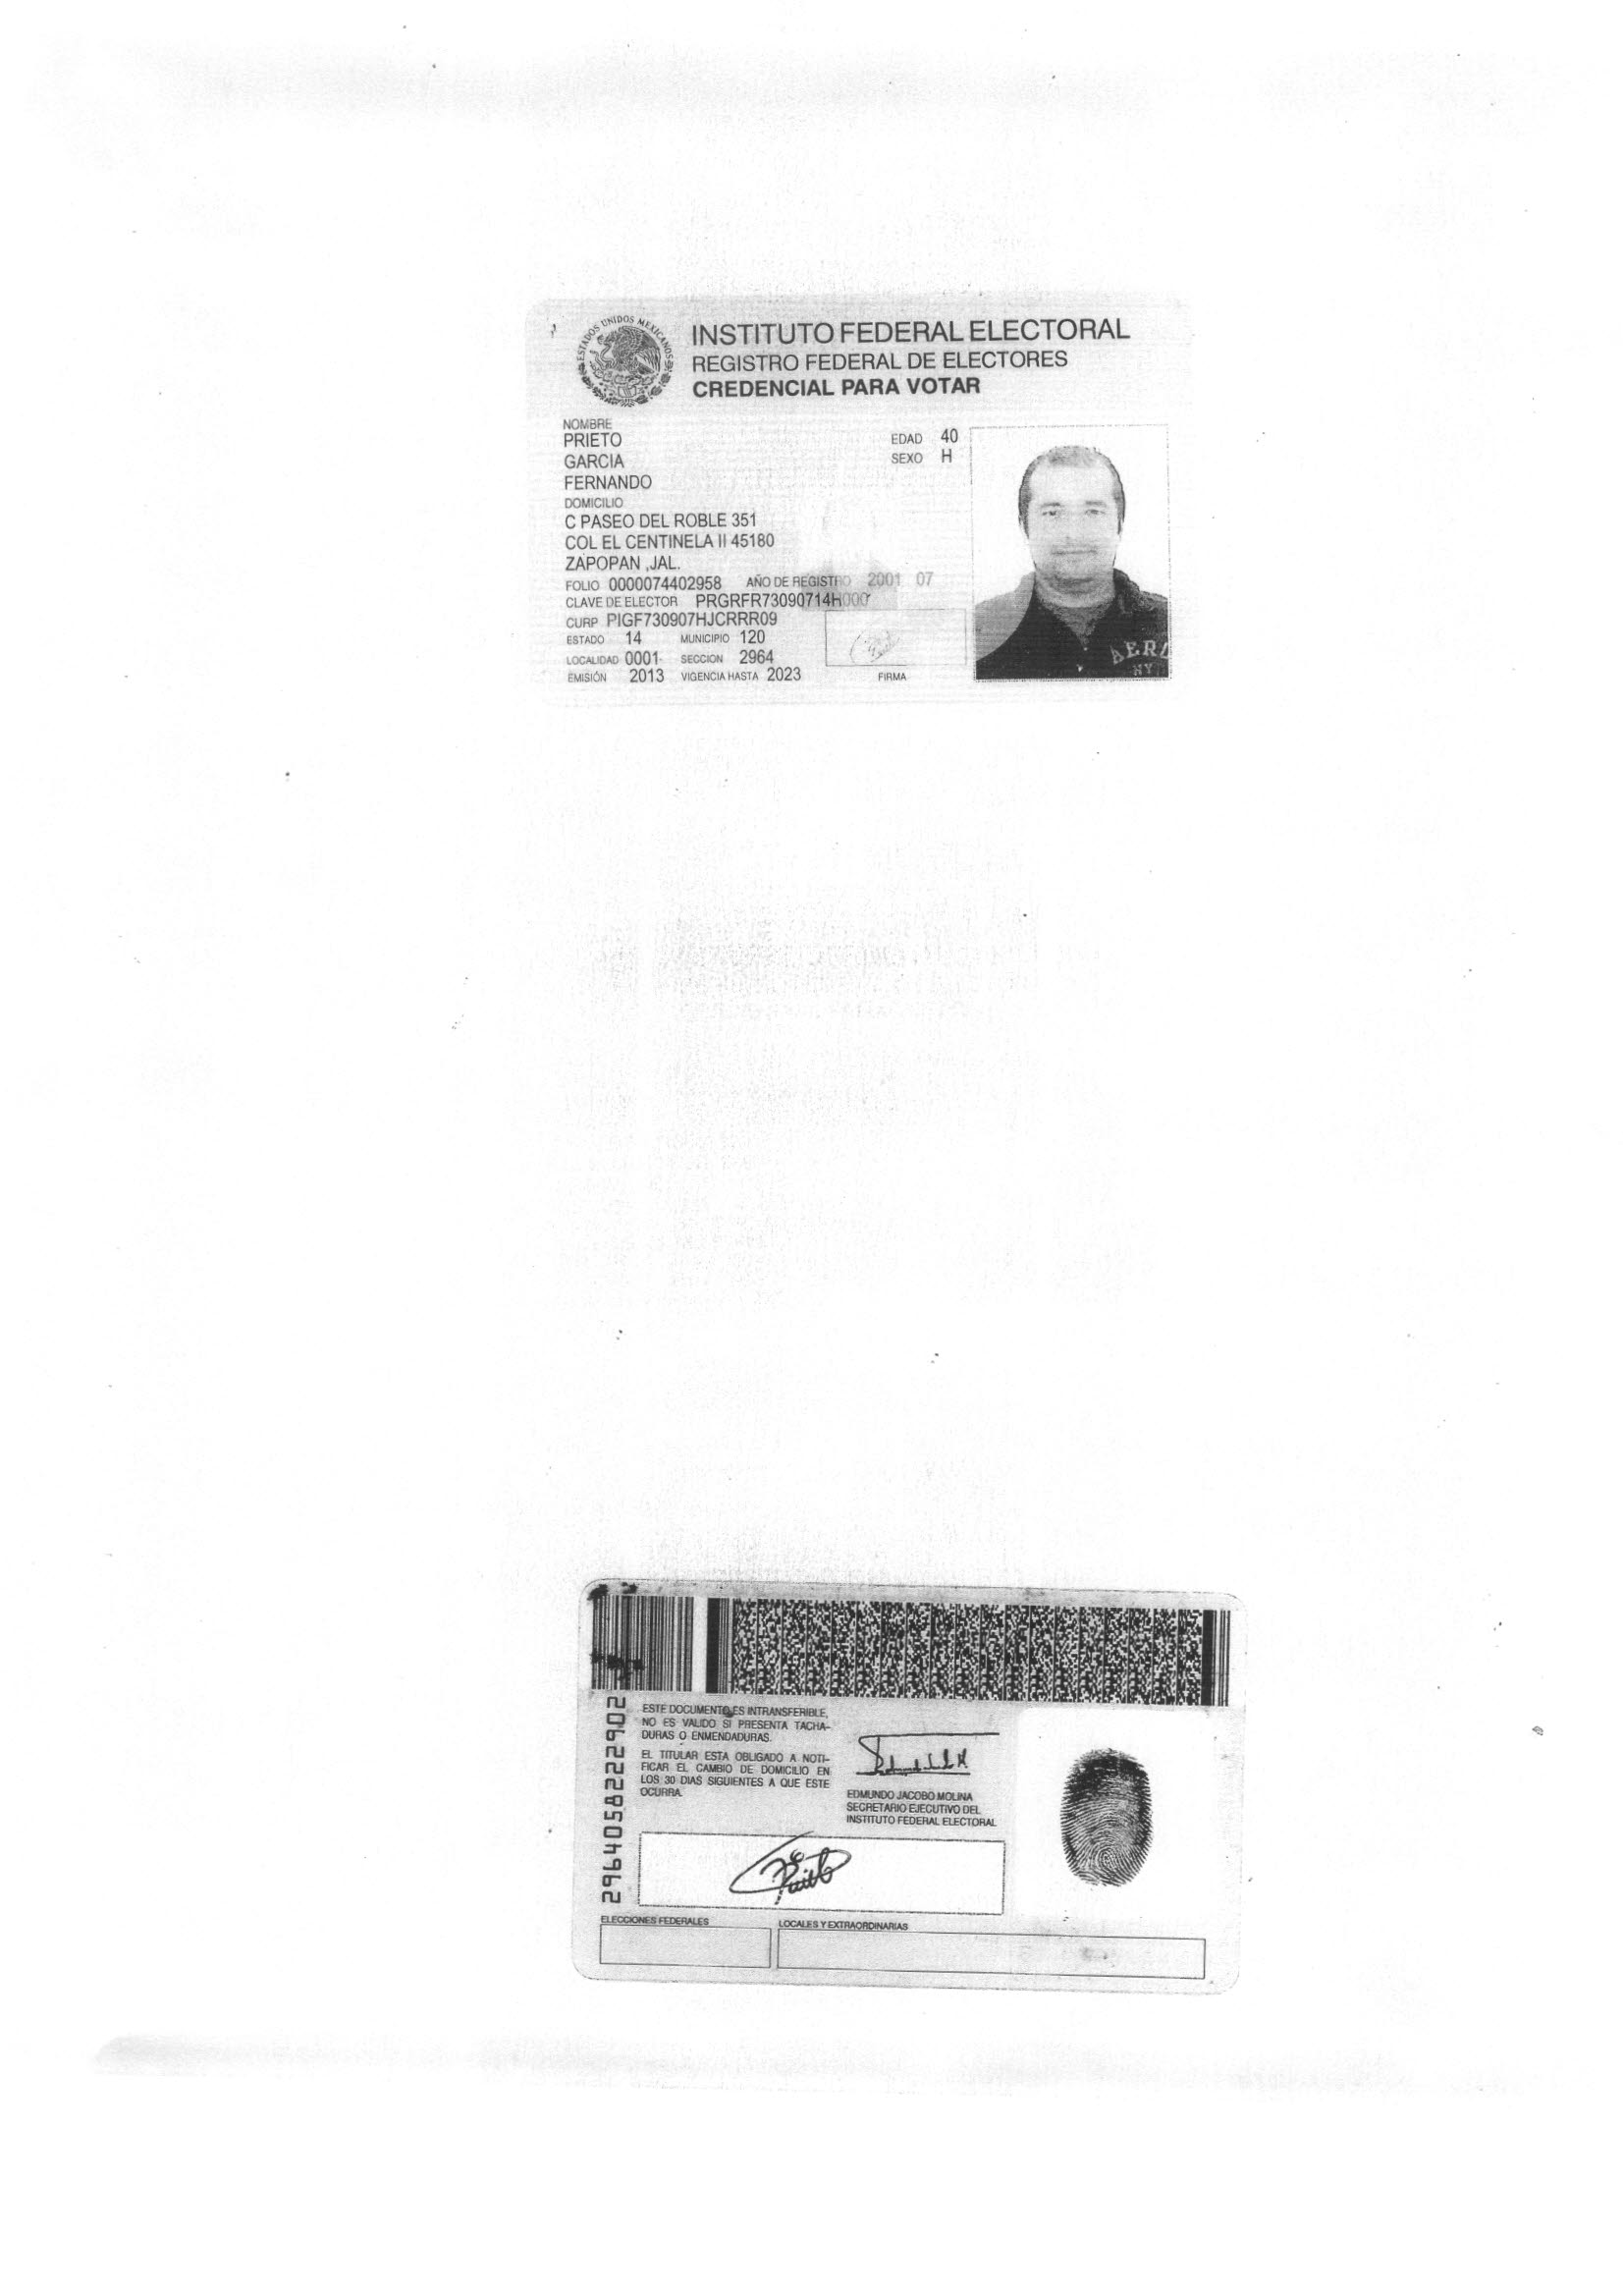 ESTADOS UNIDOS MEXICANOS
INSTITUTO FEDERAL ELECTORAL
REGISTRO FEDERAL DE ELECTORES
CREDENCIAL PARA VOTAR
NOMBRE
PRIETO
GARCIA
FERNANDO
EDAD 40
SEXO H
DOMICILIO
C PASEO DEL ROBLE 351
COL EL CENTINELA II 45180
ZAPOPAN ,JAL.
FOLIO 0000074402958 AÑO DE REGISTRO 2001 07
CLAVE DE ELECTOR PRGRFR73090714H000
CURP PIGF730907HJCRRR09
ESTADO 14 MUNICIPIO 120
LOCALIDAD 0001 SECCION 2964
EMISIÓN 2013 VIGENCIA HASTA 2023
FIRMA
NY
2964058222902
ESTE DOCUMENTO ES INTRANSFERIBLE,
NO ES VALIDO SI PRESENTA TACHA-
DURAS O ENMENDADURAS.
EL TITULAR ESTA OBLIGADO A NOTI-
FICAR EL CAMBIO DE DOMICILIO EN
LOS 30 DIAS SIGUIENTES A QUE ESTE
OCURRA.
EDMUNDO JACOBO MOLINA
SECRETARIO EJECUTIVO DEL
INSTITUTO FEDERAL ELECTORAL
ELECCIONES FEDERALES
LOCALES Y EXTRAORDINARIAS